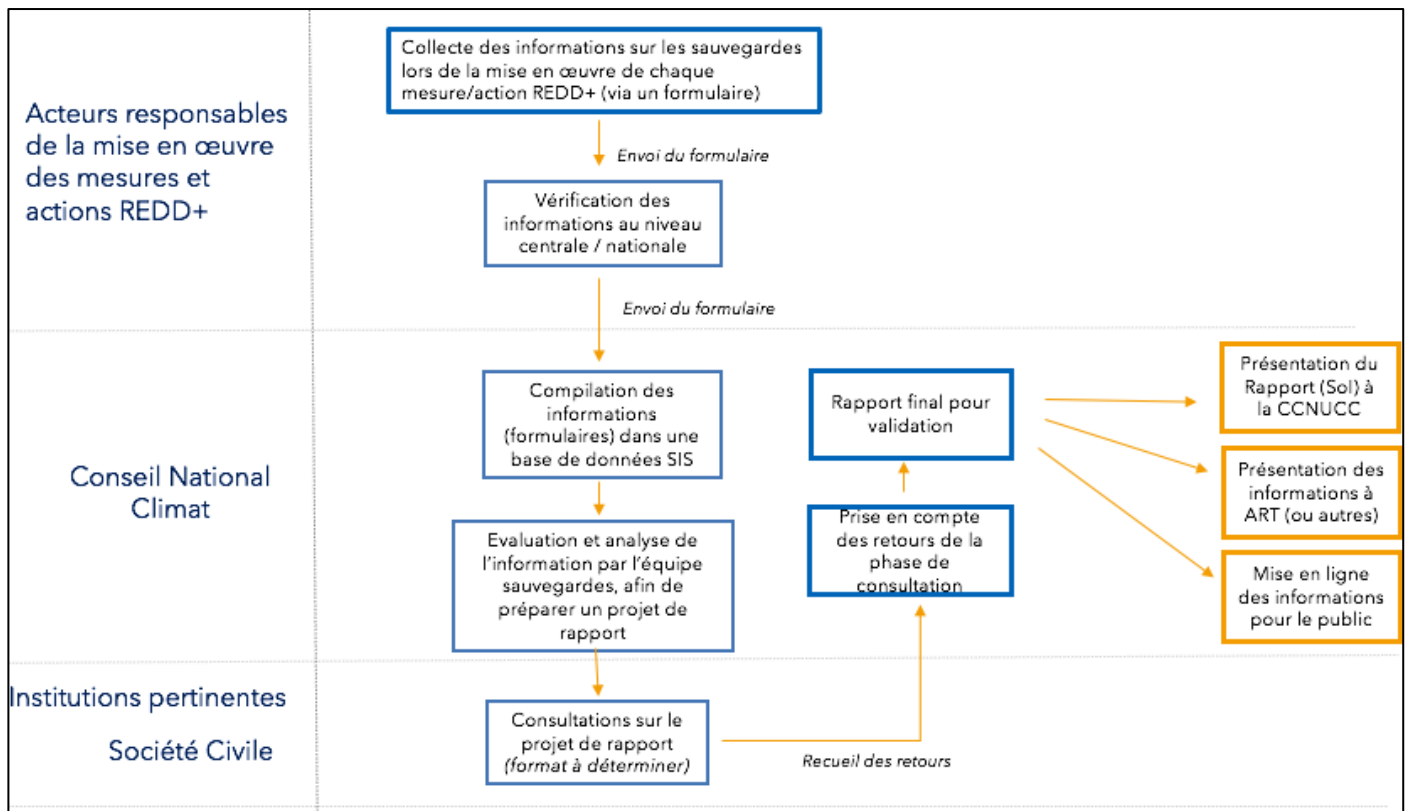 Acteurs responsables
de la mise en œuvre
des mesures et
actions REDD+
Collecte des informations sur les sauvegardes
lors de la mise en œuvre de chaque
mesure/action REDD+ (via un formulaire)
Envoi du formulaire
Vérification des
informations au niveau
centrale / nationale
Envoi du formulaire
Conseil National
Climat
Compilation des
informations
(formulaires) dans une
base de données SIS
Evaluation et analyse de
l'information par l'équipe
sauvegardes, afin de
préparer un projet de
rapport
Rapport final pour
validation
Prise en compte
des retours de la
phase de
consultation
Présentation du
Rapport (SoI) à
la CCNUCC
Présentation des
informations à
ART (ou autres)
Mise en ligne
des informations
pour le public
Institutions pertinentes
Société Civile
Consultations sur le
projet de rapport
(format à déterminer)
Recueil des retours